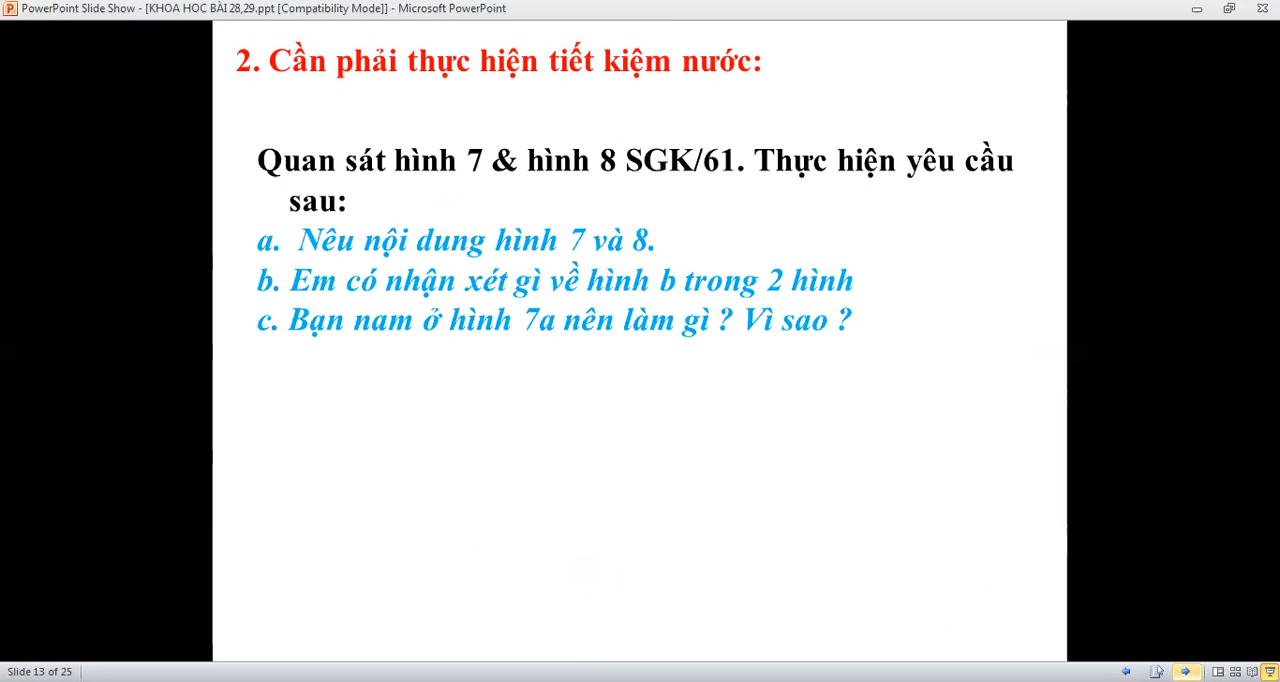 PowerPoint Slide Show - [KHOA HOC BÀI 28,29.ppt [Compatibility Mode]] - Microsoft PowerPoint
2. Cần phải thực hiện tiết kiệm nước:
Quan sát hình 7 & hình 8 SGK/61. Thực hiện yêu cầu
sau:
a. Nêu nội dung hình 7 và 8.
b. Em có nhận xét gì về hình b trong 2 hình
c. Bạn nam ở hình 7a nên làm gì ? Vì sao ?
Slide 13 of 25